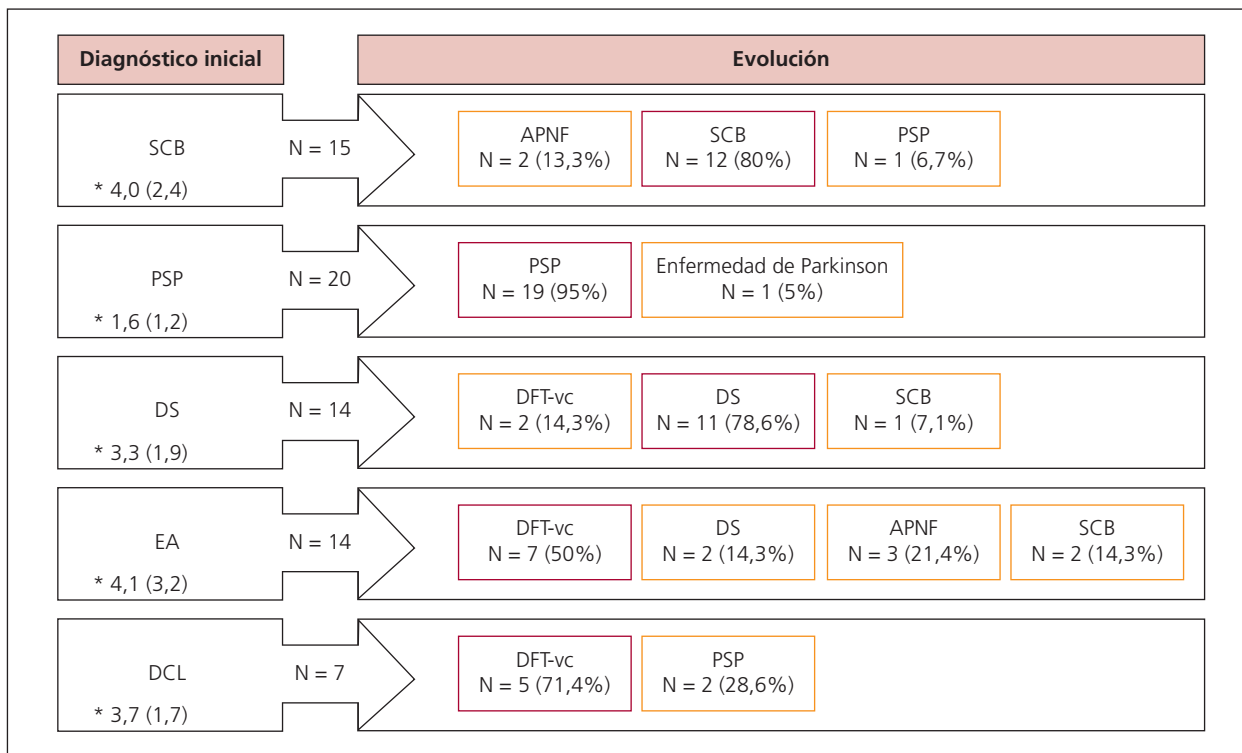 Diagnóstico inicial
Evolución
SCB
* 4,0 (2,4)
N = 15
APNF
N = 2 (13,3%)
SCB
N = 12 (80%)
PSP
N = 1 (6,7%)
PSP
* 1,6 (1,2)
N = 20
PSP
N = 19 (95%)
Enfermedad de Parkinson
N = 1 (5%)
DS
* 3,3 (1,9)
N = 14
DFT-vc
N = 2 (14,3%)
DS
N = 11 (78,6%)
SCB
N = 1 (7,1%)
EA
* 4,1 (3,2)
N = 14
DFT-vc
N = 7 (50%)
DS
N = 2 (14,3%)
APNF
N = 3 (21,4%)
SCB
N = 2 (14,3%)
DCL
* 3,7 (1,7)
N = 7
DFT-vc
N = 5 (71,4%)
PSP
N = 2 (28,6%)